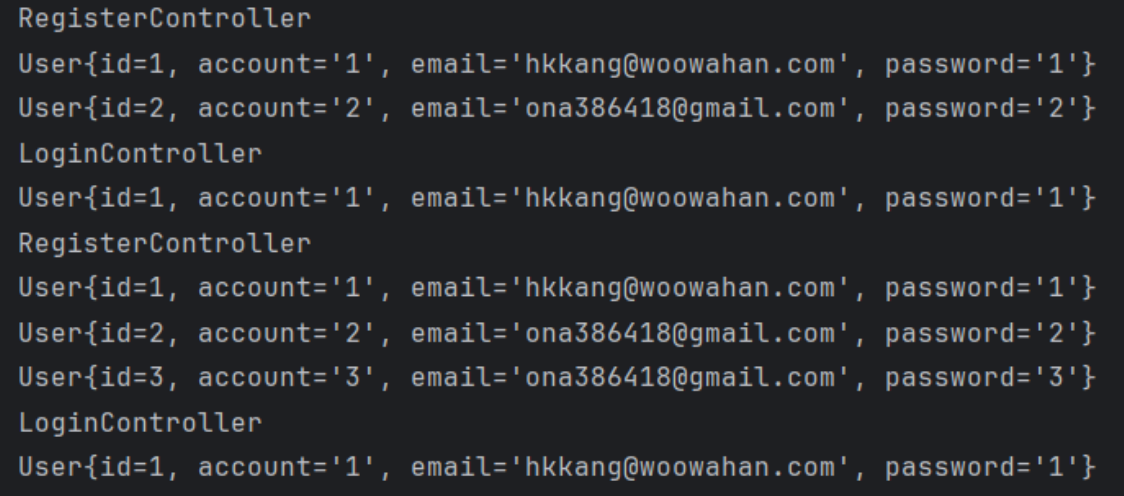 RegisterController
User{id=1, account='1', email='hkkang@woowahan.com', password='1'}
User{id=2, account='2', email='ona386418@gmail.com', password='2'}
LoginController
User{id=1, account='1', email='hkkang@woowahan.com', password='1'}
RegisterController
User{id=1, account='1', email='hkkang@woowahan.com', password='1'}
User{id=2, account='2', email='ona386418@gmail.com', password='2'}
User{id=3, account='3', email='ona386418@gmail.com', password='3'}
LoginController
User{id=1, account='1', email='hkkang@woowahan.com', password='1'}